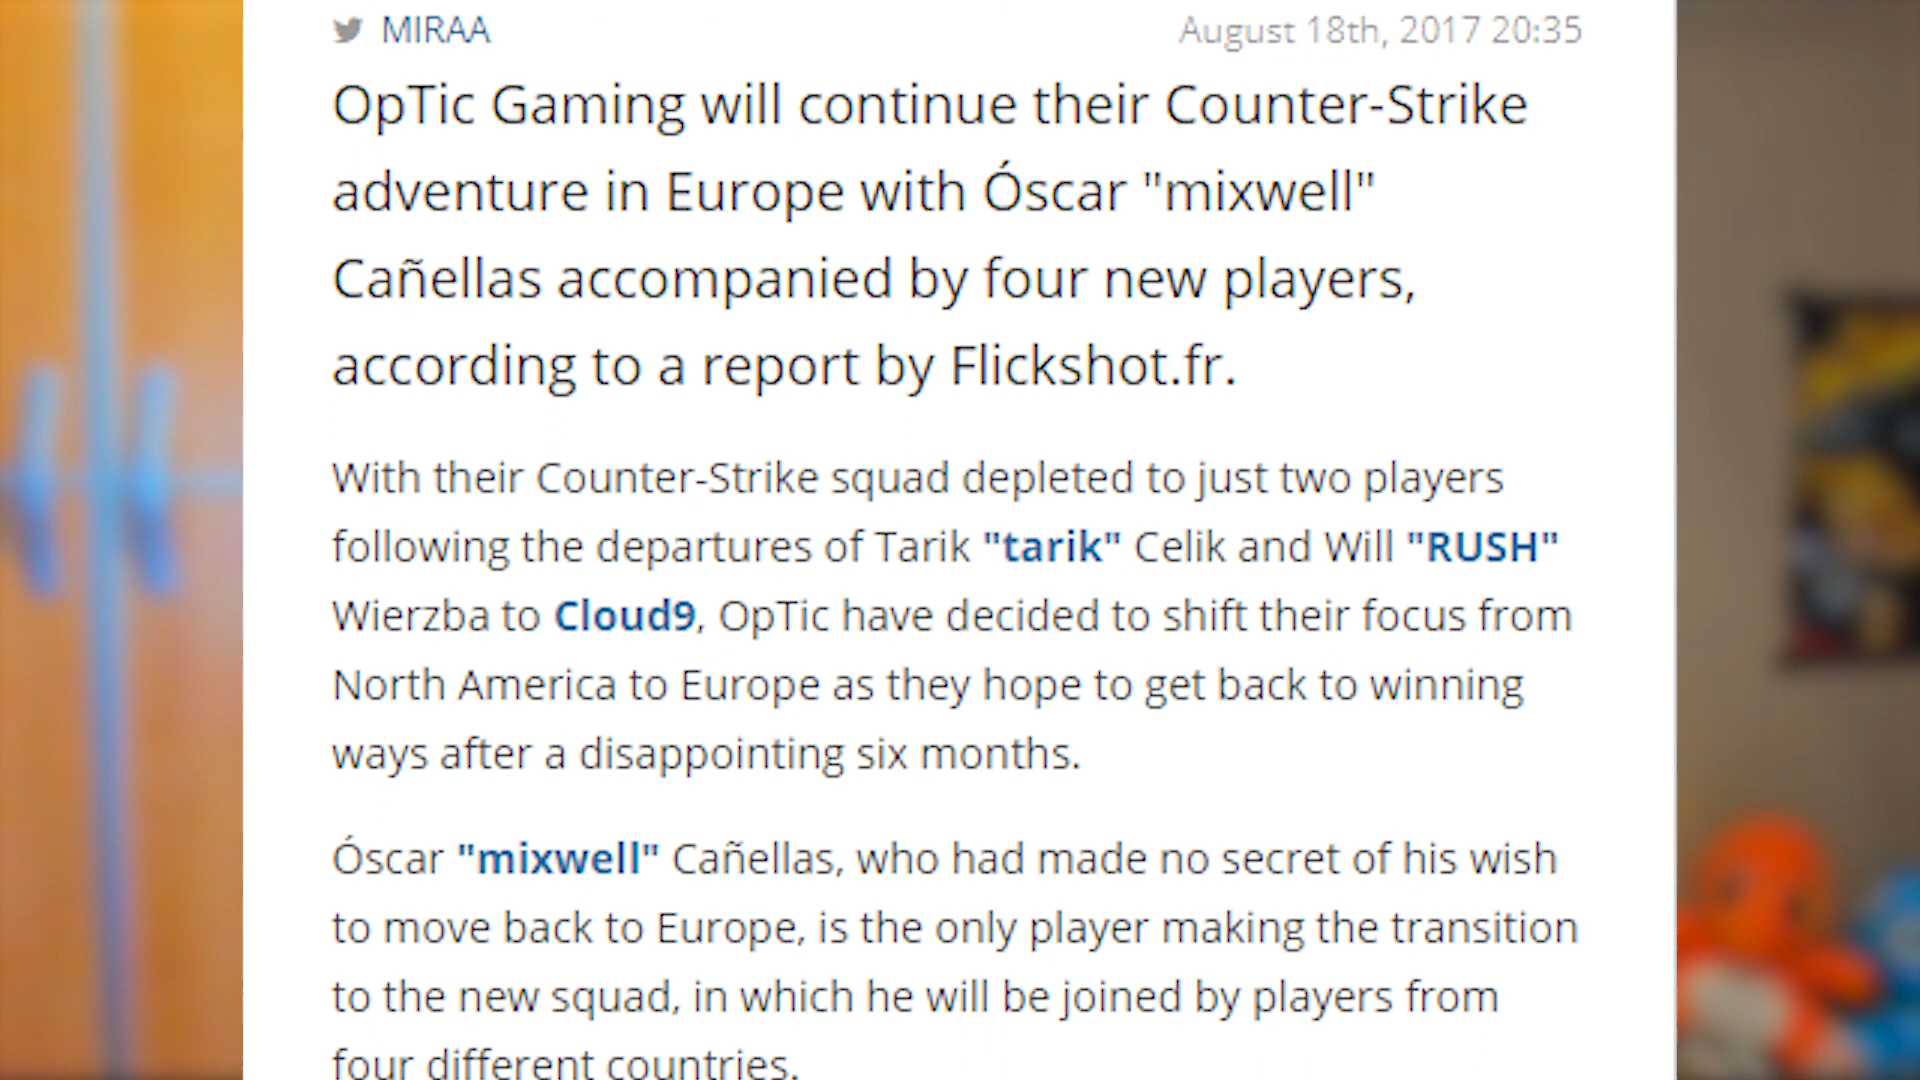 MIRAA August 18th, 2017 20:35
OpTic Gaming will continue their Counter-Strike
adventure in Europe with Óscar "mixwell"
Cañellas accompanied by four new players,
according to a report by Flickshot.fr.
With their Counter-Strike squad depleted to just two players
following the departures of Tarik "tarik" Celik and Will "RUSH"
Wierzba to Cloud9, OpTic have decided to shift their focus from
North America to Europe as they hope to get back to winning
ways after a disappointing six months.
Óscar "mixwell" Cañellas, who had made no secret of his wish
to move back to Europe, is the only player making the transition
to the new squad, in which he will be joined by players from
four different countries.